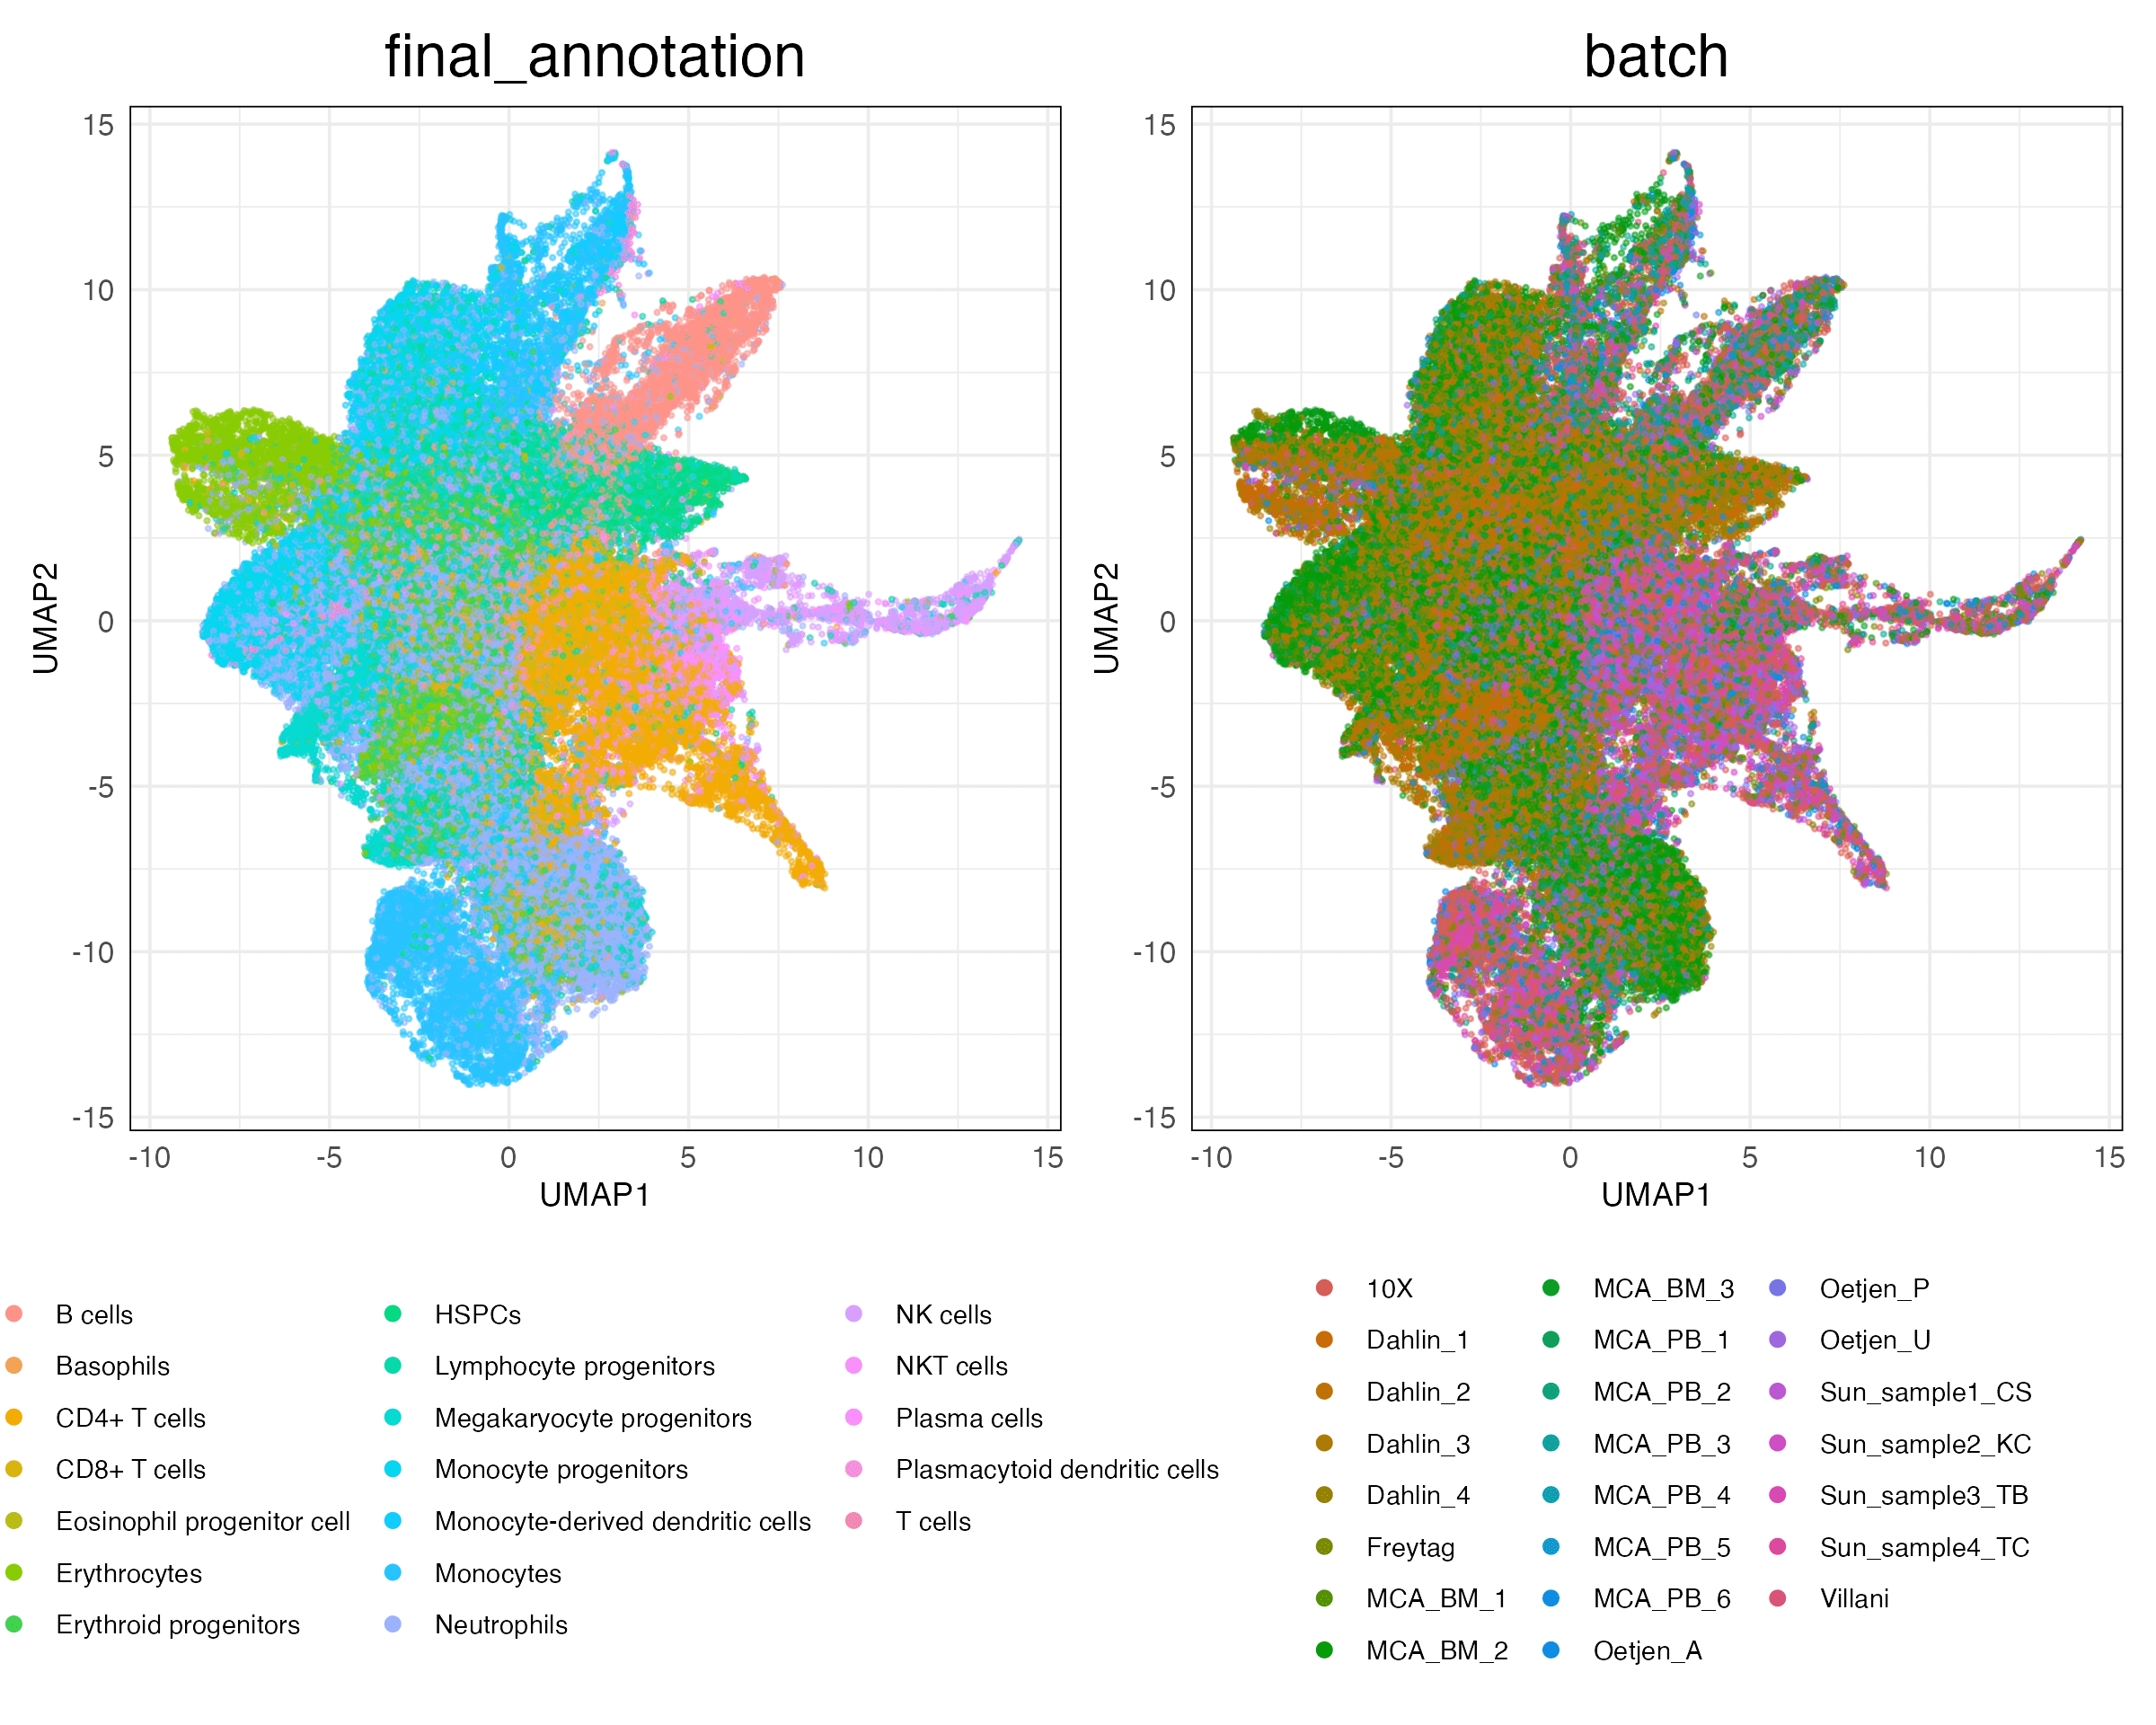 final_annotation
15
10
5
0
-5
-10
-15
UMAP2
-10 -5 0 5 10 15
UMAP1
batch
15
10
5
0
-5
-10
-15
UMAP2
-10 -5 0 5 10 15
UMAP1
B cells
Basophils
CD4+ T cells
CD8+ T cells
Eosinophil progenitor cell
Erythrocytes
Erythroid progenitors
HSPCs
Lymphocyte progenitors
Megakaryocyte progenitors
Monocyte progenitors
Monocyte-derived dendritic cells
Monocytes
Neutrophils
NK cells
NKT cells
Plasma cells
Plasmacytoid dendritic cells
T cells
10X
Dahlin_1
Dahlin_2
Dahlin_3
Dahlin_4
Freytag
MCA_BM_1
MCA_BM_2
MCA_BM_3
MCA_PB_1
MCA_PB_2
MCA_PB_3
MCA_PB_4
MCA_PB_5
MCA_PB_6
Oetjen_A
Oetjen_P
Oetjen_U
Sun_sample1_CS
Sun_sample2_KC
Sun_sample3_TB
Sun_sample4_TC
Villani